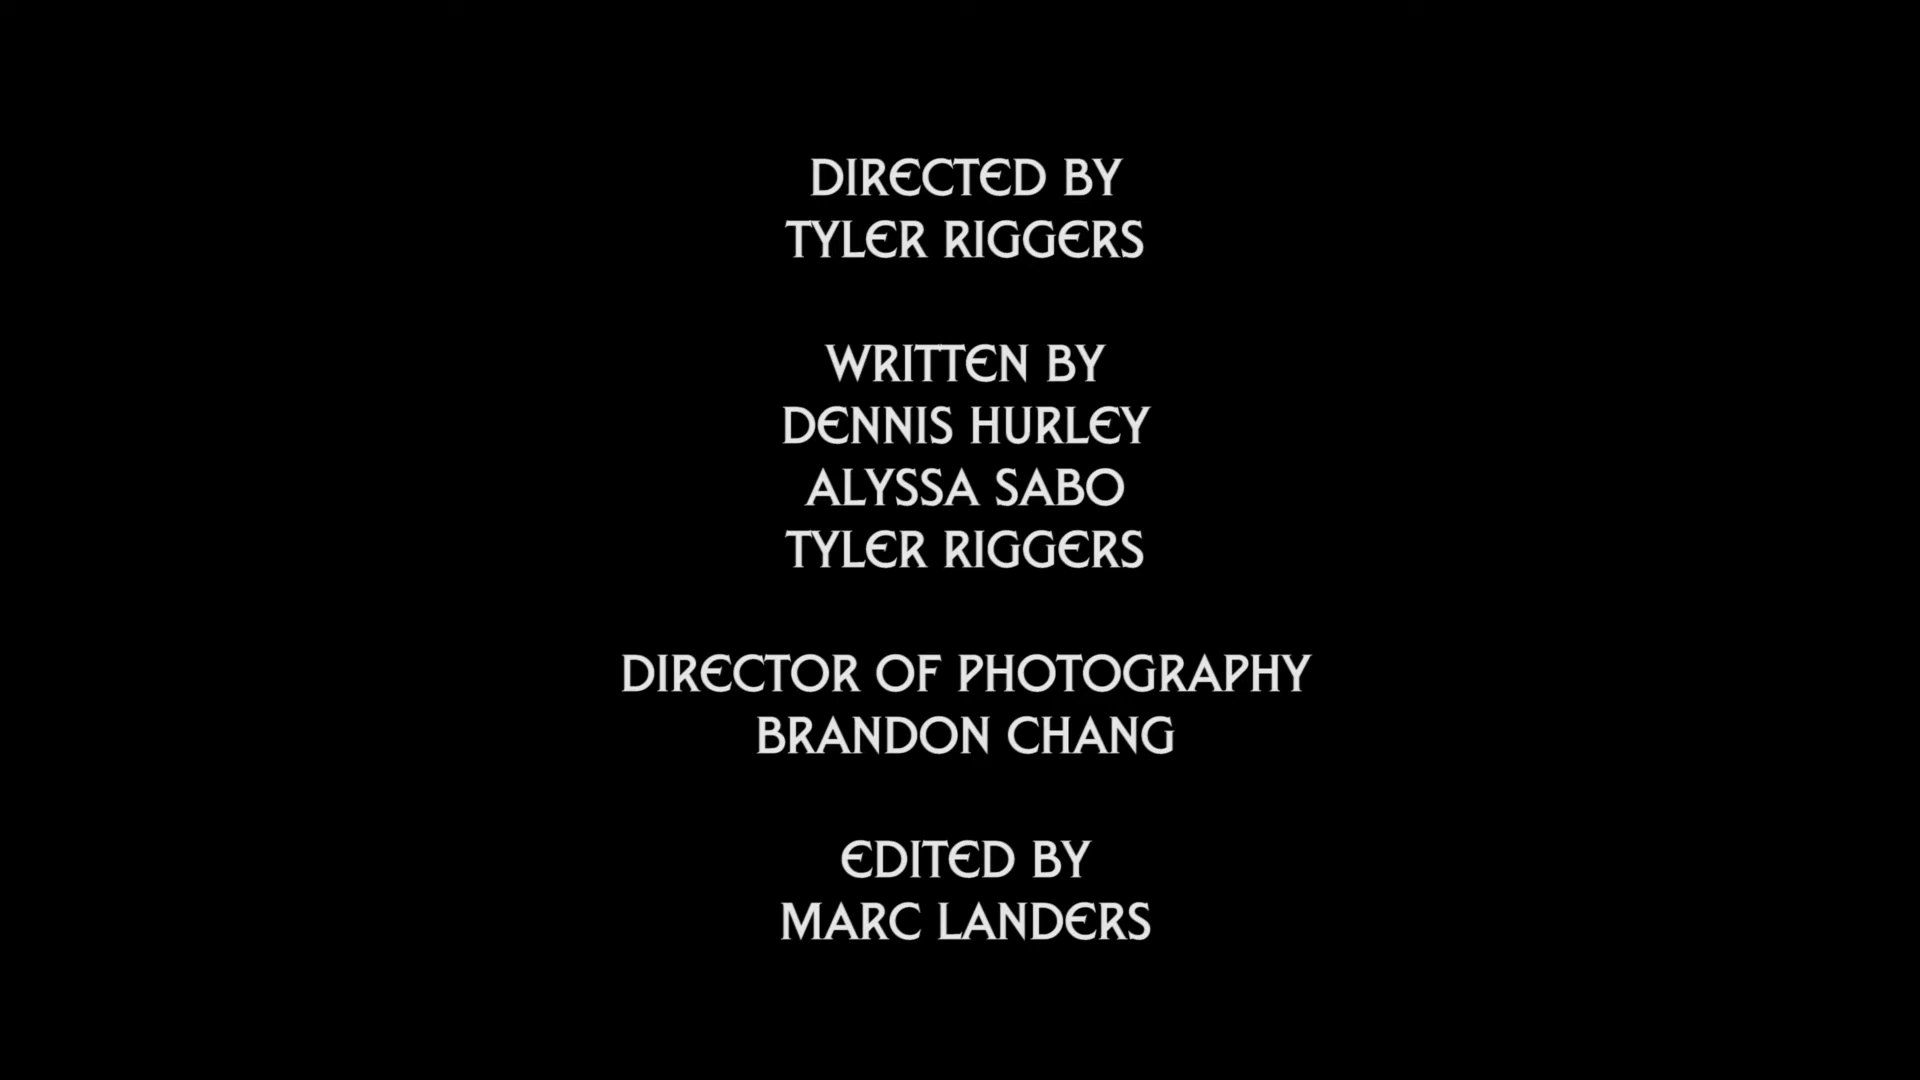 DIRECTED BY
TYLER RIGGERS
WRITTEN BY
DENNIS HURLEY
ALYSSA SABO
TYLER RIGGERS
DIRECTOR OF PHOTOGRAPHY
BRANDON CHANG
EDITED BY
MARC LANDERS